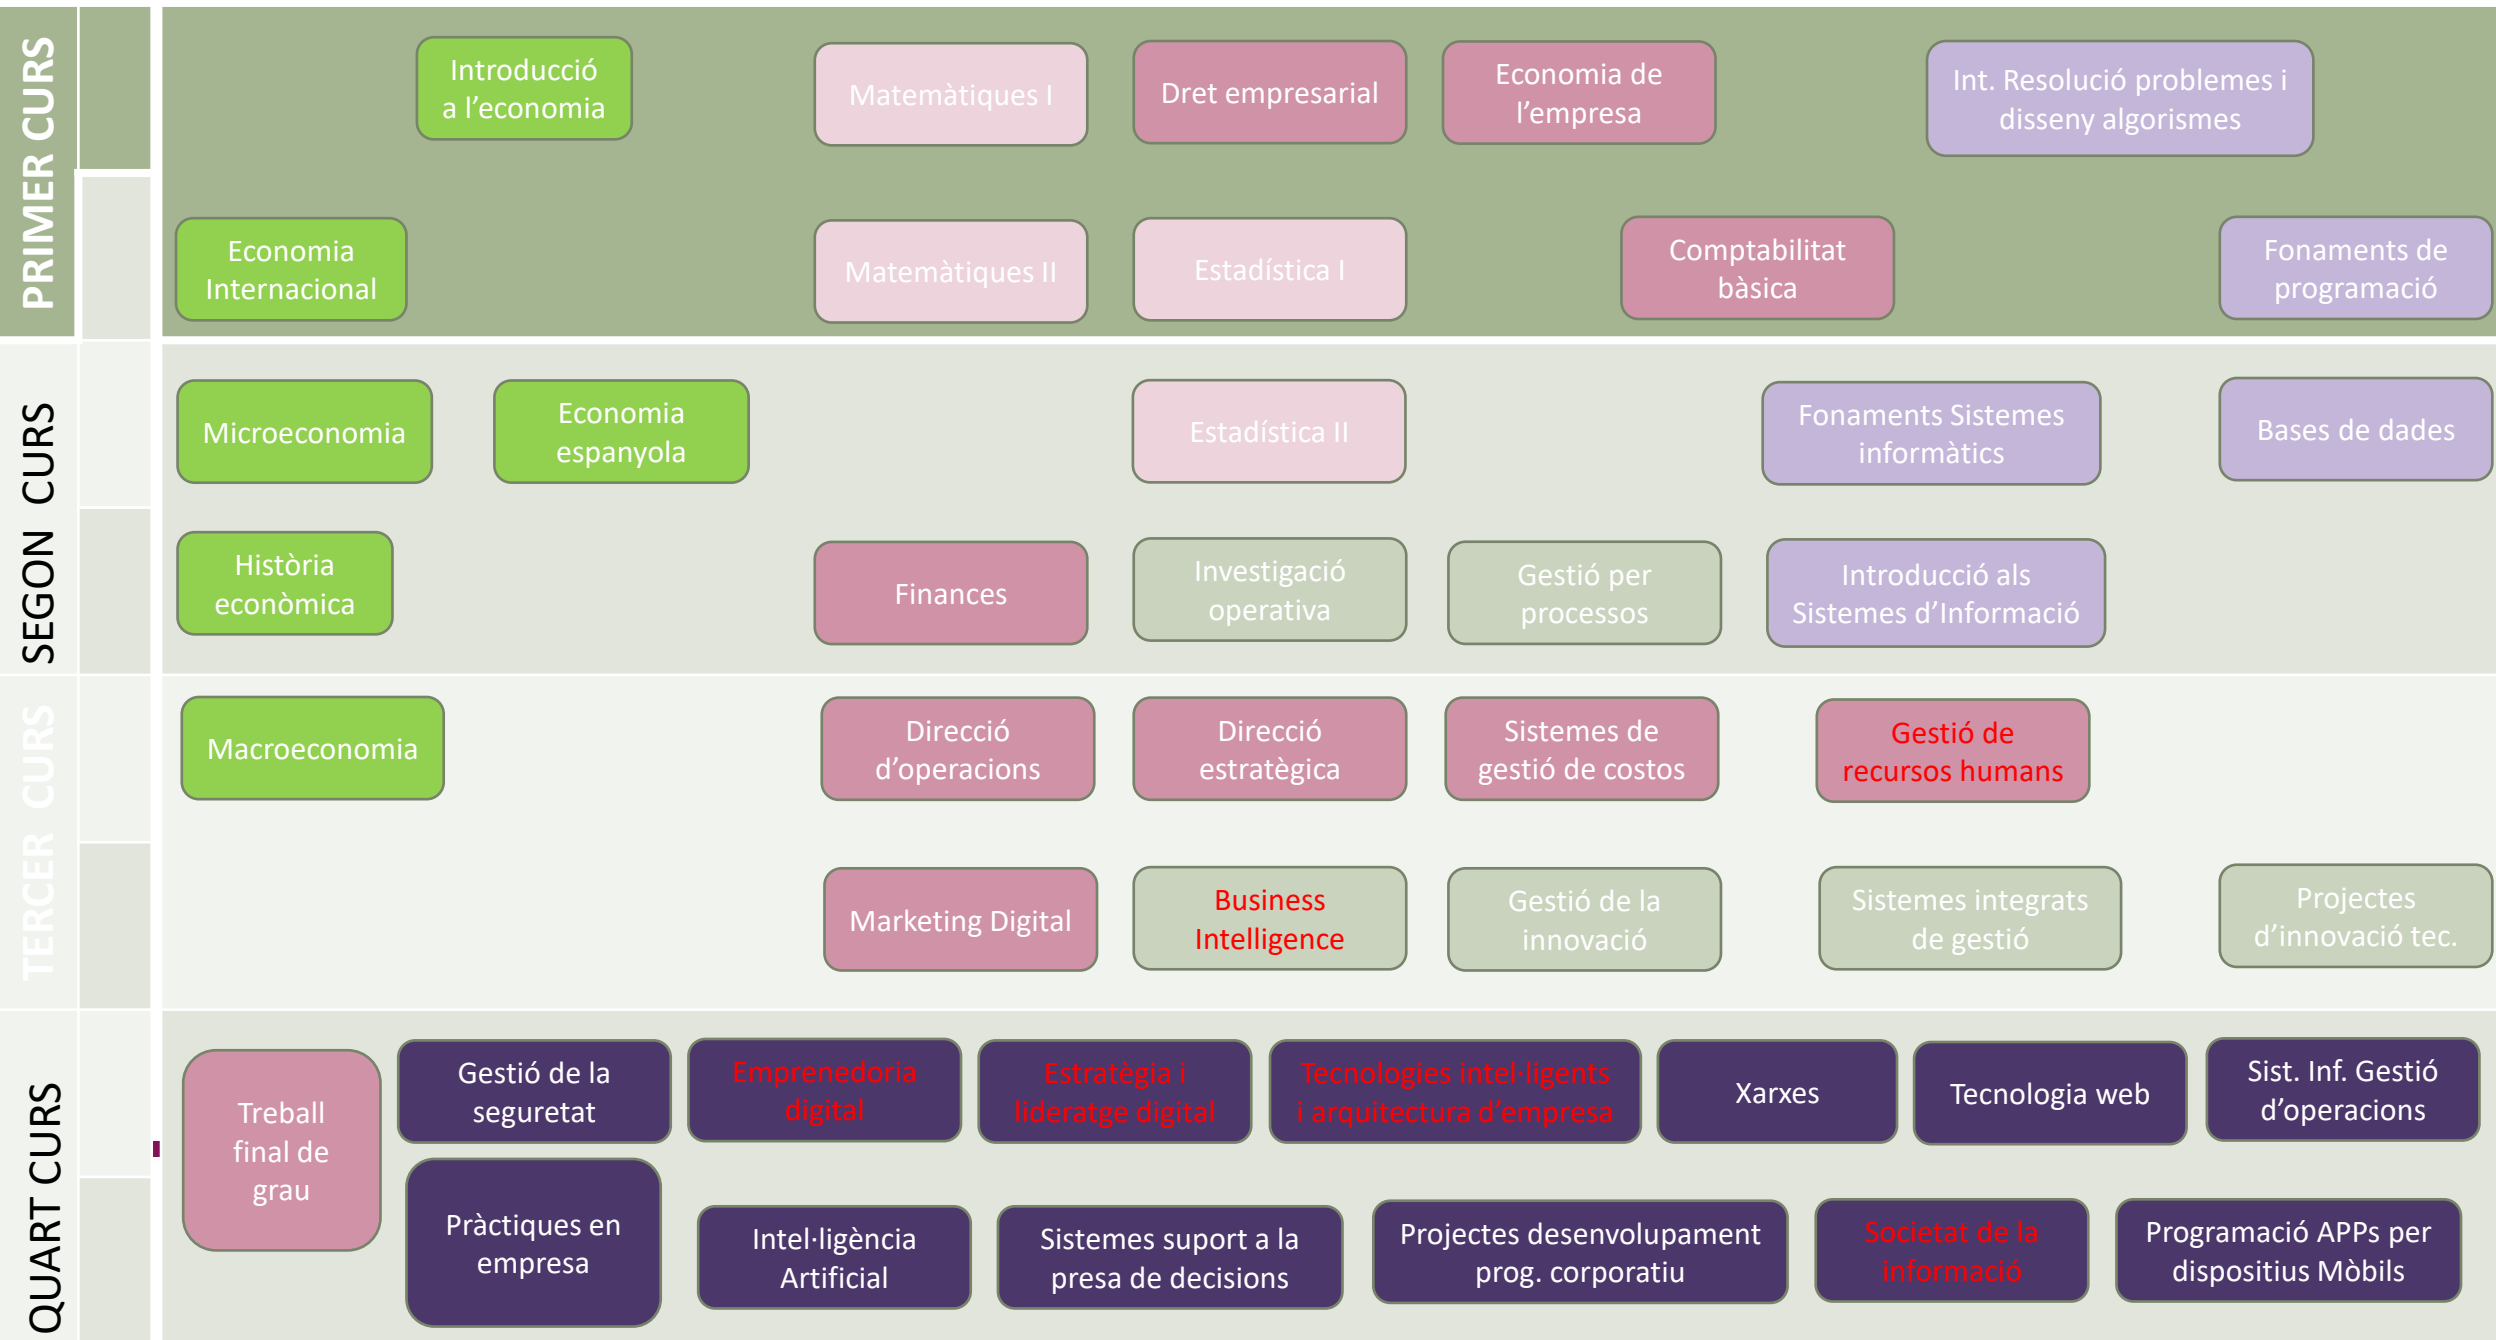 PRIMER CURS
Introducció
a l’economia
Matemàtiques I
Dret empresarial
Economia de
l’empresa
Int. Resolució problemes i
disseny algorismes
Economia
Internacional
Matemàtiques II
Estadística I
Comptabilitat
bàsica
Fonaments de
programació
SEGON CURS
Microeconomia
Economia
espanyola
Estadística II
Fonaments Sistemes
informàtics
Bases de dades
Història
econòmica
Finances
Investigació
operativa
Gestió per
processos
Introducció als
Sistemes d’Informació
TERCER CURS
Macroeconomia
Direcció
d’operacions
Direcció
estratègica
Sistemes de
gestió de costos
Gestió de
recursos humans
Marketing Digital
Business
Intelligence
Gestió de la
innovació
Sistemes integrats
de gestió
Projectes
d’innovació tec.
QUART CURS
Treball
final de
grau
Gestió de la
seguretat
Emprenedoria
digital
Estratègia i
lideratge digital
Tecnologies intel·ligents
i arquitectura d’empresa
Xarxes
Tecnologia web
Sist. Inf. Gestió
d’operacions
Pràctiques en
empresa
Intel·ligència
Artificial
Sistemes suport a la
presa de decisions
Projectes desenvolupament
prog. corporatiu
Societat de la
informació
Programació APPs per
dispositius Mòbils